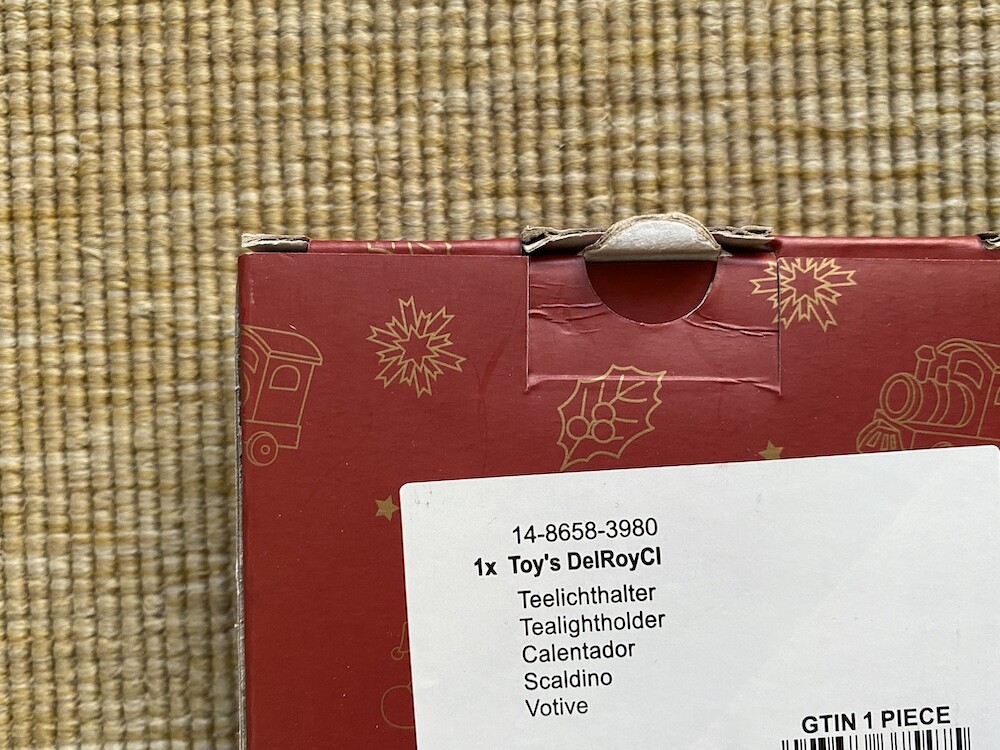 14-8658-3980
1x Toy's DelRoyCl
Teelichthalter
Tealightholder
Calentador
Scaldino
Votive
GTIN 1 PIECE